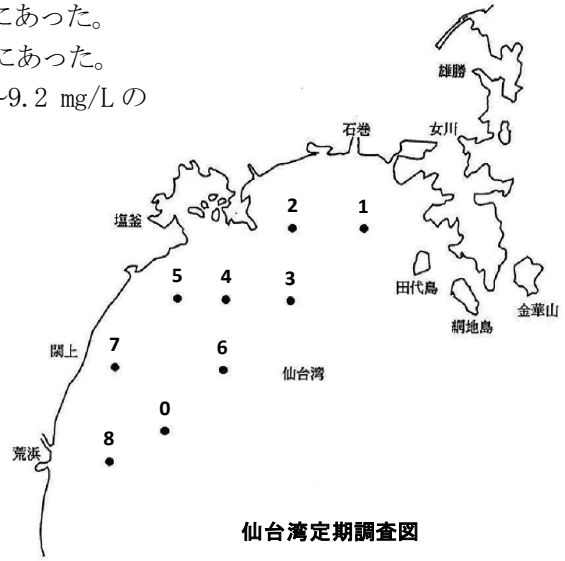 にあった。
にあった。
~9.2 mg/L の
雄勝
石巻
女川
塩釜
2
1
田代島
金華山
網地島
5
4
3
閖上
7
6
仙台湾
0
荒浜
8
仙台湾定期調査図